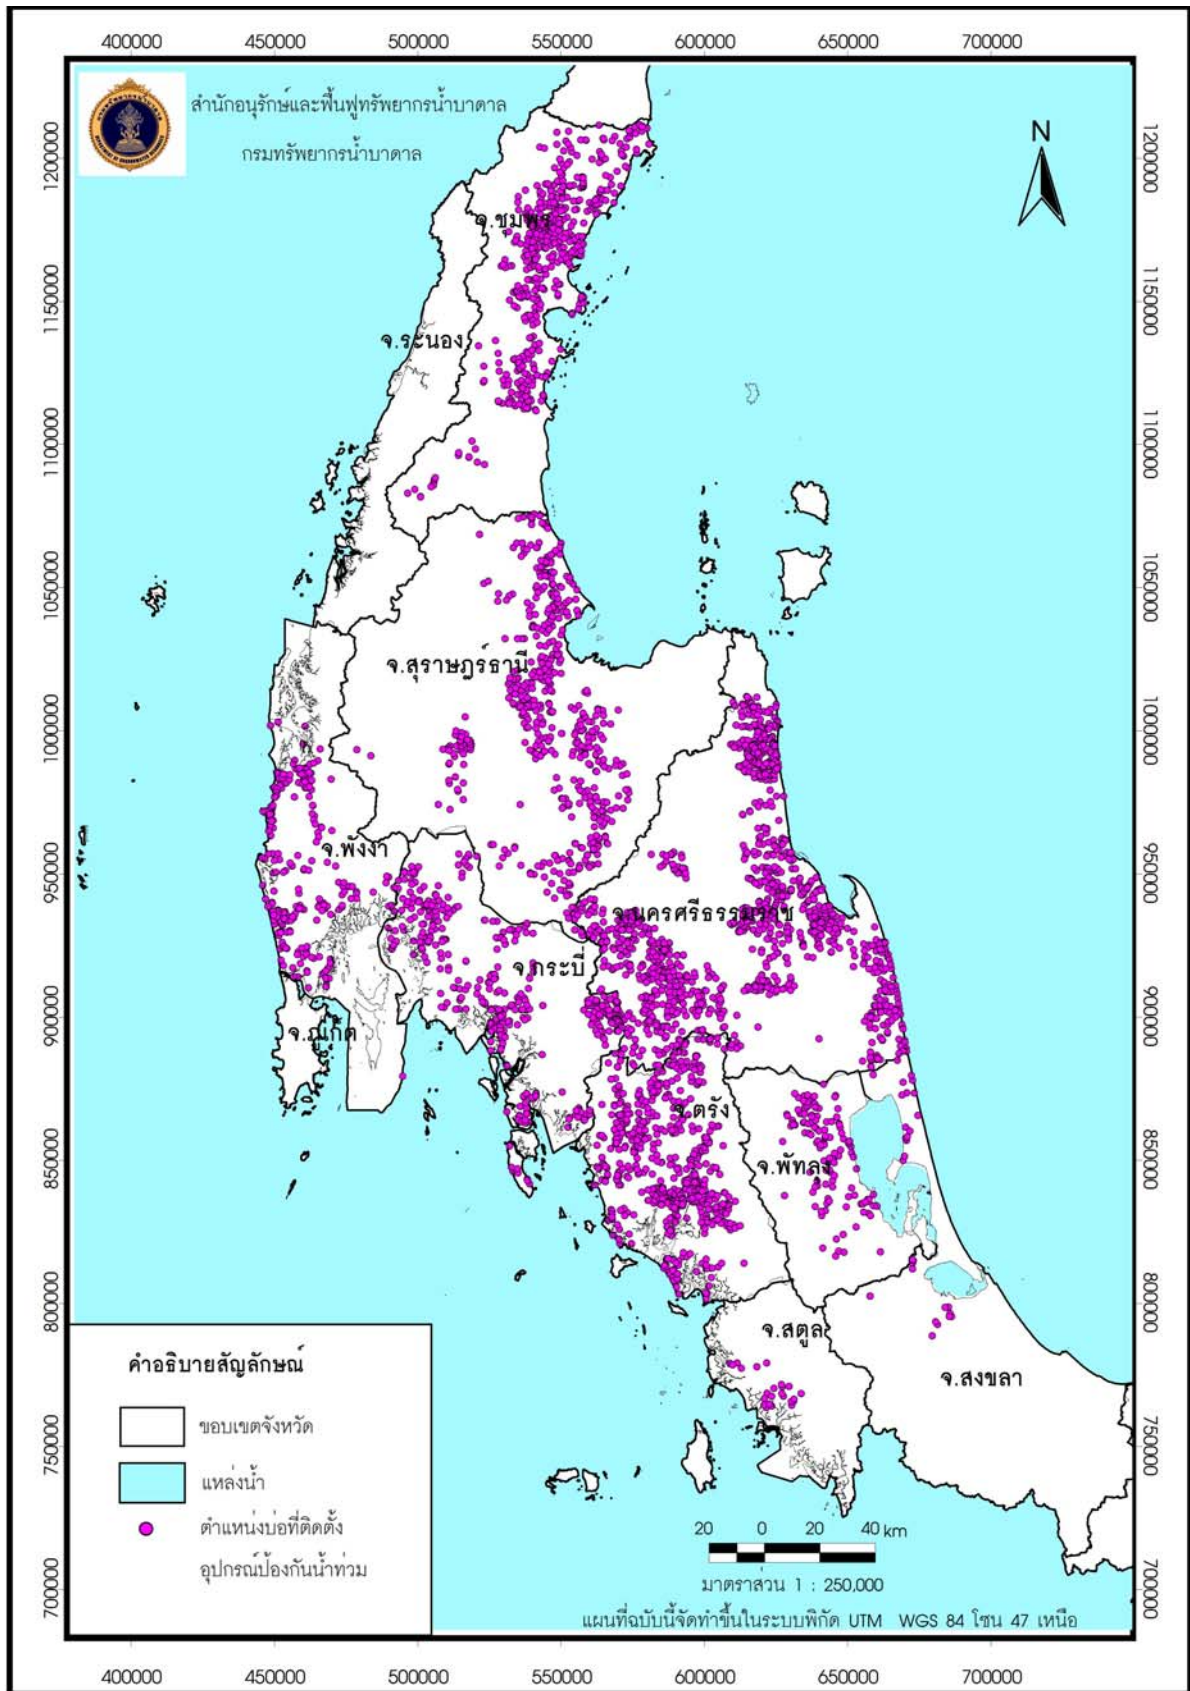 400000 450000 500000 550000 600000 650000 700000
สำนักอนุรักษ์และฟื้นฟูทรัพยากรน้ำบาดาล
กรมทรัพยากรน้ำบาดาล
N
1200000
1200000
จ.ชุมพร
1150000
1150000
จ.ระนอง
1100000
1100000
1050000
1050000
จ.สุราษฎร์ธานี
1000000
1000000
จ.พังงา
950000
950000
จ.นครศรีธรรมราช
จ.กระบี่
900000
900000
จ.ภูเก็ต
จ.ตรัง
850000
850000
จ.พัทลุง
800000
800000
จ.สตูล
จ.สงขลา
คำอธิบายสัญลักษณ์
ขอบเขตจังหวัด
750000
750000
แหล่งน้ำ
ตำแหน่งบ่อที่ติดตั้ง
อุปกรณ์ป้องกันน้ำท่วม
20 0 20 40 km
มาตราส่วน 1 : 250,000
700000
700000
แผนที่ฉบับนี้จัดทำขึ้นในระบบพิกัด UTM WGS 84 โซน 47 เหนือ
400000 450000 500000 550000 600000 650000 700000